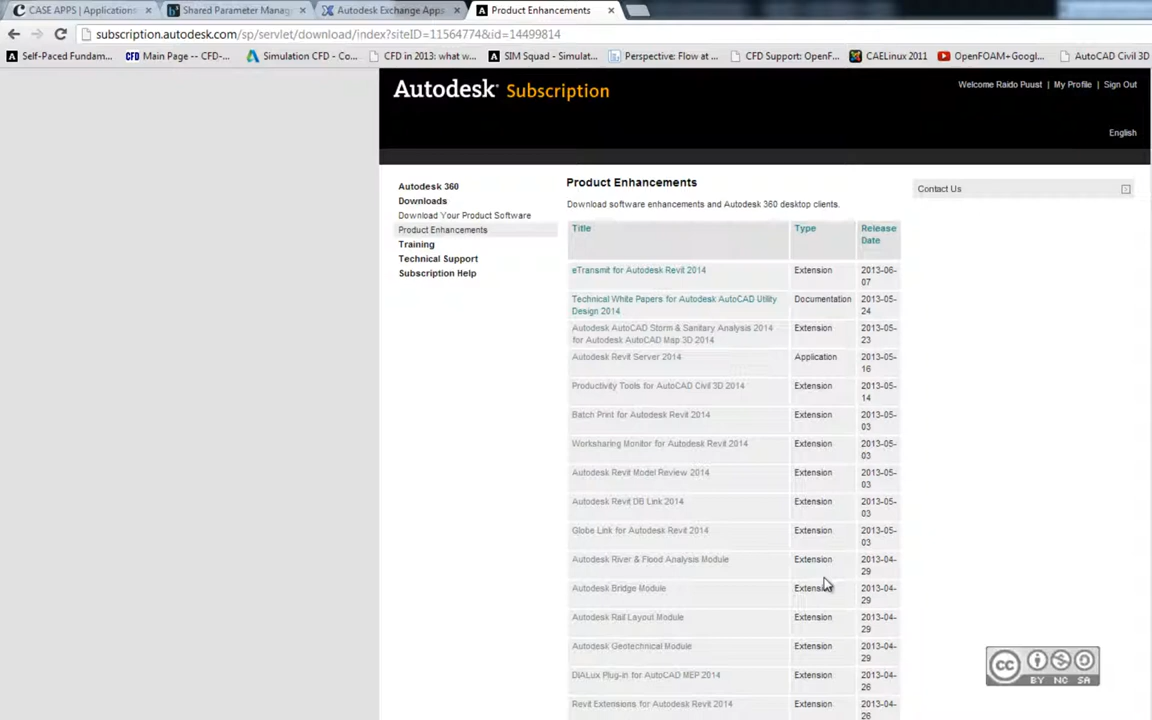 CASE APPS | Applications
Shared Parameter Manag
Autodesk Exchange Apps
Product Enhancements
subscription.autodesk.com/sp/servlet/download/index?siteID=11564774&id=14499814
Self-Paced Fundam...
CFD Main Page -- CFD-...
Simulation CFD - Co...
CFD in 2013: what w...
SIM Squad - Simulat...
Perspective: Flow at ...
CFD Support: OpenF...
CAELinux 2011
OpenFOAM+Googl...
AutoCAD Civil 3D
Autodesk Subscription
Welcome Raido Puust | My Profile | Sign Out
English
Autodesk 360
Downloads
Download Your Product Software
Product Enhancements
Training
Technical Support
Subscription Help
Product Enhancements
Download software enhancements and Autodesk 360 desktop clients.
Contact Us
Title Type Release
Date
eTransmit for Autodesk Revit 2014 Extension 2013-06-
07
Technical White Papers for Autodesk AutoCAD Utility Documentation 2013-05-
Design 2014 24
Autodesk AutoCAD Storm & Sanitary Analysis 2014 Extension 2013-05-
for Autodesk AutoCAD Map 3D 2014 23
Autodesk Revit Server 2014 Application 2013-05-
16
Productivity Tools for AutoCAD Civil 3D 2014 Extension 2013-05-
14
Batch Print for Autodesk Revit 2014 Extension 2013-05-
03
Worksharing Monitor for Autodesk Revit 2014 Extension 2013-05-
03
Autodesk Revit Model Review 2014 Extension 2013-05-
03
Autodesk Revit DB Link 2014 Extension 2013-05-
03
Globe Link for Autodesk Revit 2014 Extension 2013-05-
03
Autodesk River & Flood Analysis Module Extension 2013-04-
29
Autodesk Bridge Module Extension 2013-04-
29
Autodesk Rail Layout Module Extension 2013-04-
29
Autodesk Geotechnical Module Extension 2013-04-
29
DIALux Plug-in for AutoCAD MEP 2014 Extension 2013-04-
26
Revit Extensions for Autodesk Revit 2014 Extension 2013-04-
26
cc
BY NC SA